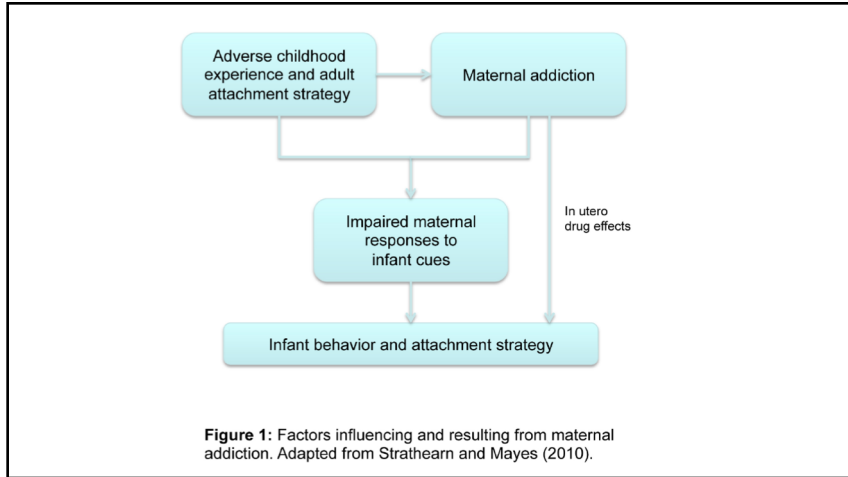 Adverse childhood
experience and adult
attachment strategy
Maternal addiction
In utero
drug effects
Impaired maternal
responses to
infant cues
Infant behavior and attachment strategy
Figure 1: Factors influencing and resulting from maternal
addiction. Adapted from Strathearn and Mayes (2010).